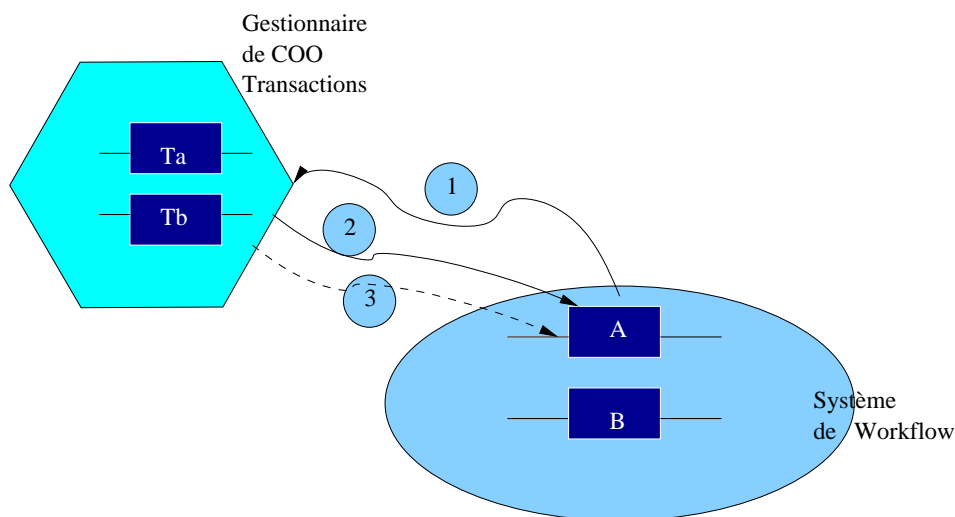 Gestionnaire
de COO
Transactions
Ta
Tb
1
2
3
A
B
Système
de Workflow